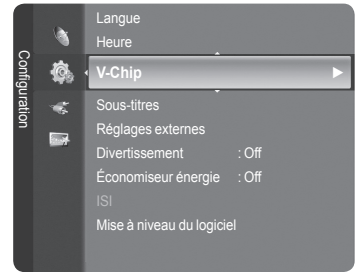 Configuration
Langue
Heure
V-Chip
Sous-titres
Réglages externes
Divertissement : Off
Économiseur énergie : Off
ISI
Mise à niveau du logiciel